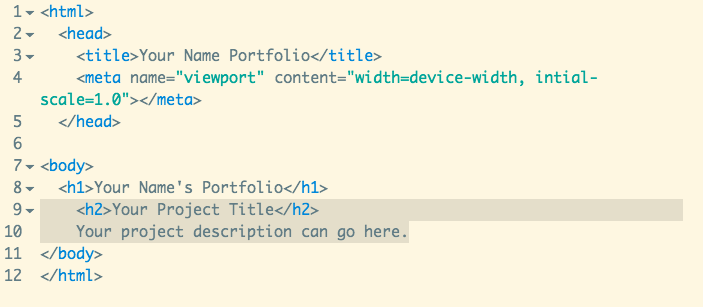 1 <html>
2 <head>
3 <title>Your Name Portfolio</title>
4 <meta name="viewport" content="width=device-width, intial-
scale=1.0"></meta>
5 </head>
6
7 <body>
8 <h1>Your Name's Portfolio</h1>
9 <h2>Your Project Title</h2>
10 Your project description can go here.
11 </body>
12 </html>